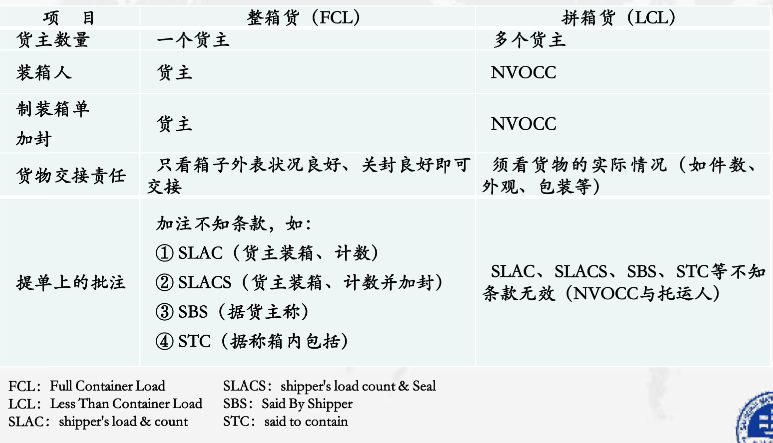 项 目 整箱货（FCL） 拼箱货（LCL）
货主数量 一个货主 多个货主
装箱人 货主 NVOCC
制装箱单
加封 货主 NVOCC
货物交接责任 只看箱子外表状况良好、关封良好即可
交接 须看货物的实际情况（如件数、
外观、包装等）
提单上的批注 加注不知条款，如：
① SLAC（货主装箱、计数）
② SLACS（货主装箱、计数并加封）
③ SBS（据货主称）
④ STC（据称箱内包括）
SLAC、SLACS、SBS、STC等不知
条款无效（NVOCC与托运人）
FCL：Full Container Load
LCL：Less Than Container Load
SLAC：shipper's load & count
SLACS：shipper's load count & Seal
SBS：Said By Shipper
STC：said to contain